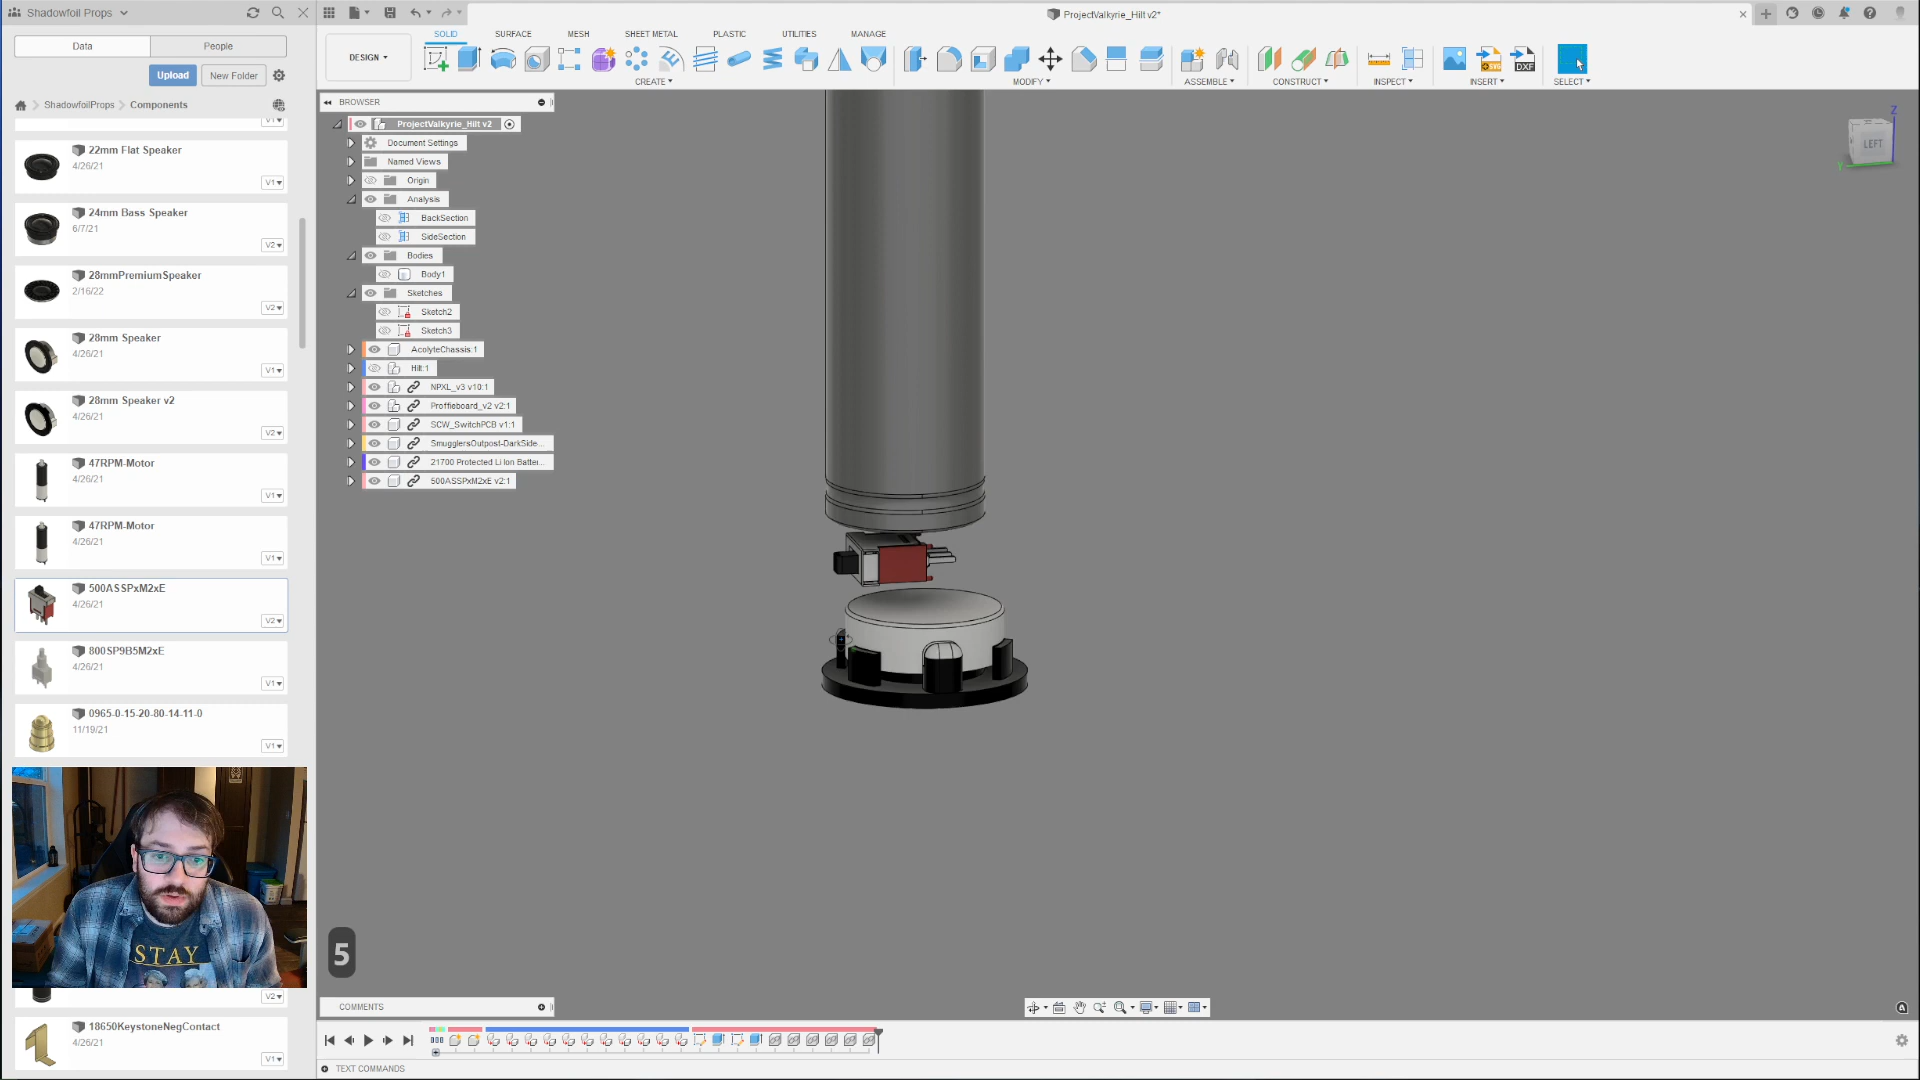 Shadowfoil Props
ProjectValkyrie_Hilt v2*
Data
People
Upload
New Folder
ShadowfoilProps
Components
V1
22mm Flat Speaker
4/26/21
V1
24mm Bass Speaker
6/7/21
V2
28mmPremiumSpeaker
2/16/22
V2
28mm Speaker
4/26/21
V1
28mm Speaker v2
4/26/21
V2
47RPM-Motor
4/26/21
V1
47RPM-Motor
4/26/21
V1
500ASSPxM2xE
4/26/21
V2
800SP9B5M2xE
4/26/21
V1
0965-0-15-20-80-14-11-0
11/19/21
V1
V2
18650KeystoneNegContact
4/26/21
V1
DESIGN
SOLID
SURFACE
MESH
SHEET METAL
PLASTIC
UTILITIES
MANAGE
CREATE
MODIFY
ASSEMBLE
CONSTRUCT
INSPECT
INSERT
SELECT
SVG
DXF
BROWSER
ProjectValkyrie_Hilt v2
Document Settings
Named Views
Origin
Analysis
BackSection
SideSection
Bodies
Body1
Sketches
Sketch2
Sketch3
AcolyteChassis:1
Hilt:1
NPXL_v3 v10:1
Proffieboard_v2 v2:1
SCW_SwitchPCB v1:1
SmugglersOutpost-DarkSide...
21700 Protected Li Ion Batter...
500ASSPxM2xE v2:1
Z
LEFT
Y
5
STAY
COMMENTS
TEXT COMMANDS